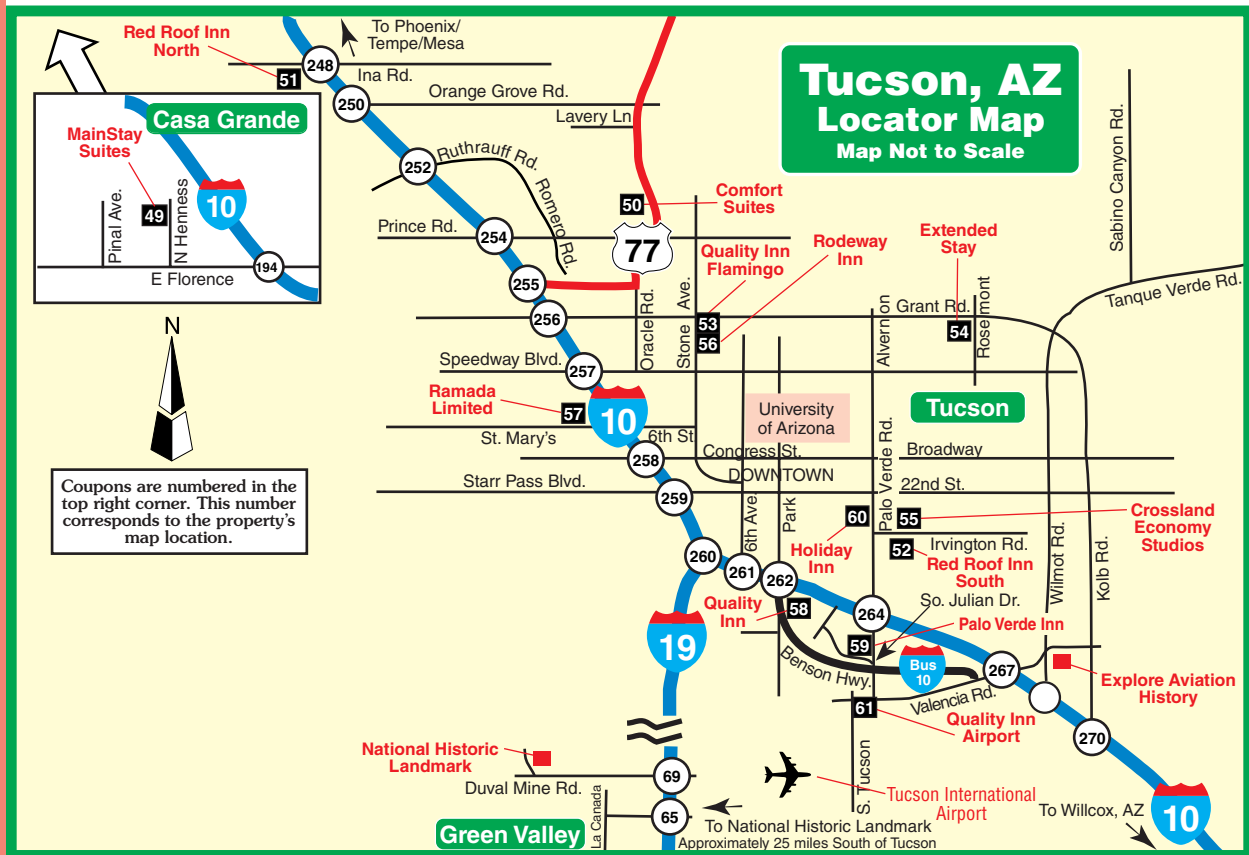 Tucson, AZ
Locator Map
Map Not to Scale
To Phoenix/
Tempe/Mesa
Red Roof Inn
North
51
248
Ina Rd.
250
Orange Grove Rd.
Lavery Ln
Casa Grande
MainStay
Suites
49
Pinal Ave.
N Henness
10
194
E Florence
252
Ruthrauff Rd.
Romero Rd.
Sabino Canyon Rd.
50
Comfort
Suites
Prince Rd.
254
77
Quality Inn
Flamingo
Rodeway
Inn
Extended
Stay
255
Tanque Verde Rd.
N
256
Oracle Rd.
Stone Ave.
53
56
Alvernon
Grant Rd.
54
Rosemont
Speedway Blvd.
257
Ramada
Limited
57
10
University
of Arizona
Tucson
St. Mary's
6th St
Congress St.
Broadway
258
DOWNTOWN
Starr Pass Blvd.
22nd St.
259
Coupons are numbered in the
top right corner. This number
corresponds to the property's
map location.
6th Ave.
Park
Palo Verde Rd.
60
55
Crossland
Economy
Studios
Holiday
Inn
Irvington Rd.
52
Red Roof Inn
South
Wilmot Rd.
Kolb Rd.
260
261
262
Quality
Inn
58
264
So. Julian Dr.
19
59
Palo Verde Inn
Benson Hwy.
Bus
10
267
Explore Aviation
History
Valencia Rd.
61
Quality Inn
Airport
270
National Historic
Landmark
69
Duval Mine Rd.
S. Tucson
Tucson International
Airport
La Canada
65
Green Valley
To National Historic Landmark
Approximately 25 miles South of Tucson
To Willcox, AZ
10